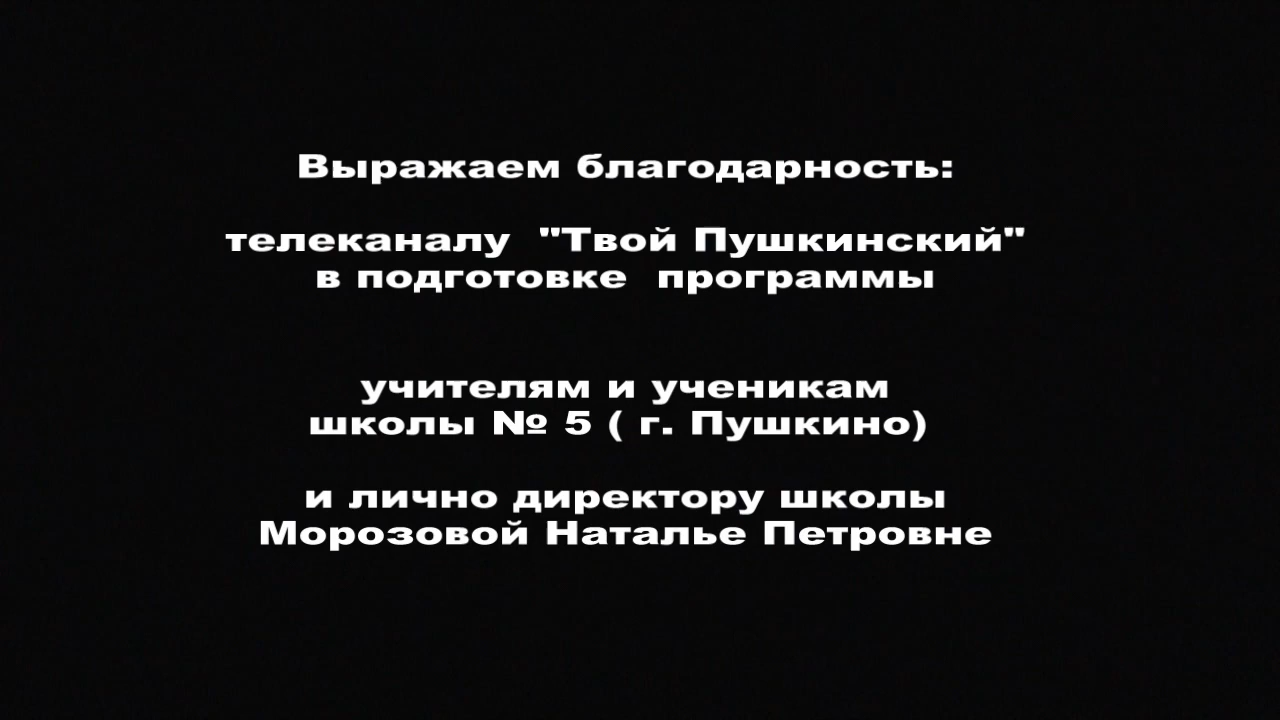 Выражаем благодарность:
телеканалу "Твой Пушкинский"
в подготовке программы
учителям и ученикам
школы № 5 ( г. Пушкино)
и лично директору школы
Морозовой Наталье Петровне